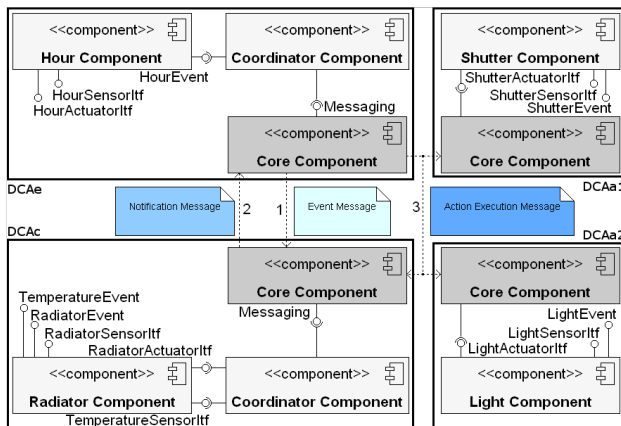 <<component>>
Hour Component
<<component>>
Coordinator Component
<<component>>
Shutter Component
HourEvent
HourSensorItf
HourActuatorItf
ShutterActuatorItf
ShutterSensorItf
ShutterEvent
Messaging
<<component>>
Core Component
<<component>>
Core Component
DCAe
DCAa1
Notification Message
2
1
Event Message
3
Action Execution Message
DCAc
DCAa2
<<component>>
Core Component
<<component>>
Core Component
TemperatureEvent
RadiatorEvent
RadiatorSensorItf
RadiatorActuatorItf
Messaging
LightEvent
LightSensorItf
LightActuatorItf
<<component>>
Radiator Component
<<component>>
Coordinator Component
<<component>>
Light Component
TemperatureSensorItf